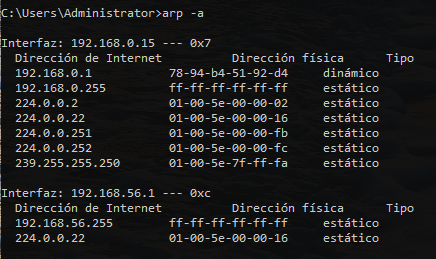 C:\Users\Administrator>arp -a
Interfaz: 192.168.0.15 --- 0x7
Dirección de Internet Dirección física Tipo
192.168.0.1 78-94-b4-51-92-d4 dinámico
192.168.0.255 ff-ff-ff-ff-ff-ff estático
224.0.0.2 01-00-5e-00-00-02 estático
224.0.0.22 01-00-5e-00-00-16 estático
224.0.0.251 01-00-5e-00-00-fb estático
224.0.0.252 01-00-5e-00-00-fc estático
239.255.255.250 01-00-5e-7f-ff-fa estático
Interfaz: 192.168.56.1 --- 0xc
Dirección de Internet Dirección física Tipo
192.168.56.255 ff-ff-ff-ff-ff-ff estático
224.0.0.22 01-00-5e-00-00-16 estático